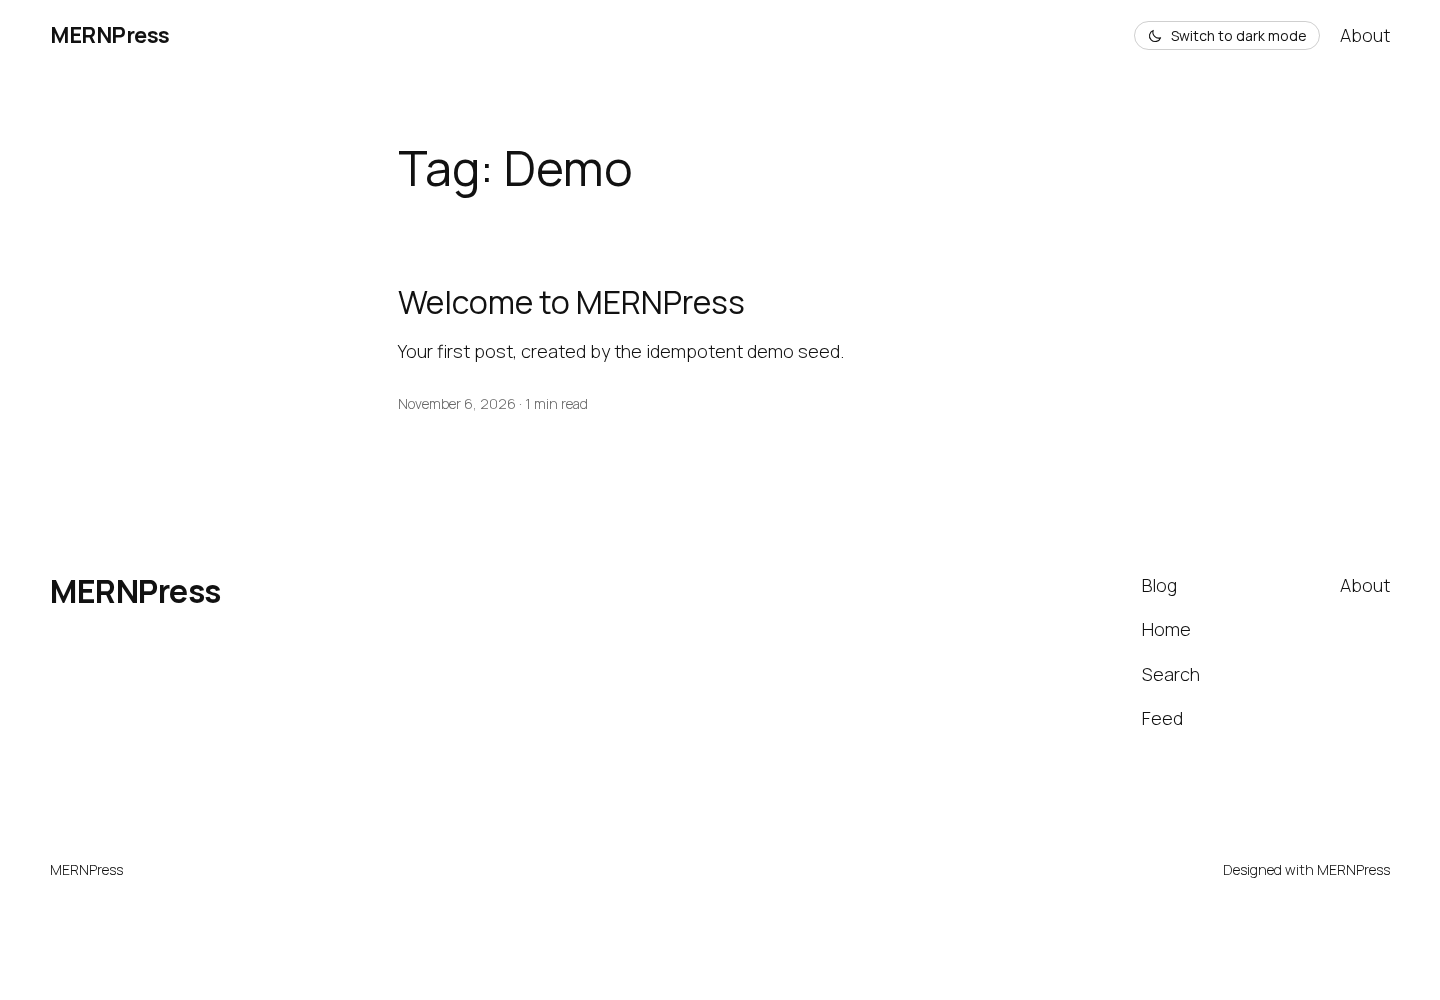 MERNPress
Switch to dark mode
About
Tag: Demo
Welcome to MERNPress
Your first post, created by the idempotent demo seed.
November 6, 2026 · 1 min read
MERNPress
Blog
Home
Search
Feed
About
MERNPress
Designed with MERNPress